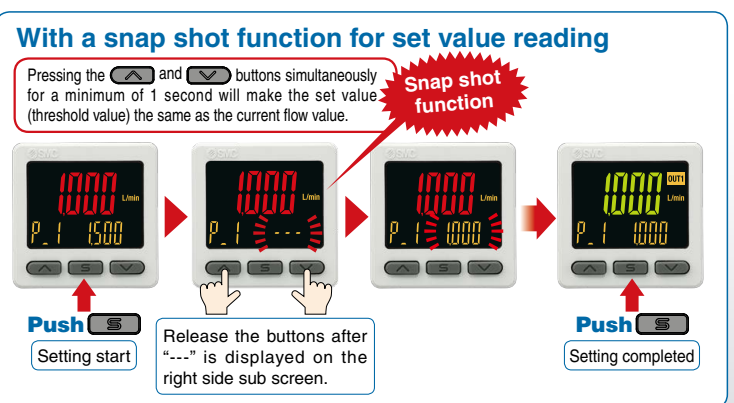 With a snap shot function for set value reading
Pressing the and buttons simultaneously
for a minimum of 1 second will make the set value
(threshold value) the same as the current flow value.
Snap shot
function
SMC
1.000
L/min
P_1 1.500
SMC
1.000
L/min
P_1 ---
SMC
1.000
L/min
P_1 1.000
SMC
OUT1
1.000
L/min
P_1 1.000
S
S
S
S
Push S
Setting start
Release the buttons after
“---” is displayed on the
right side sub screen.
Push S
Setting completed